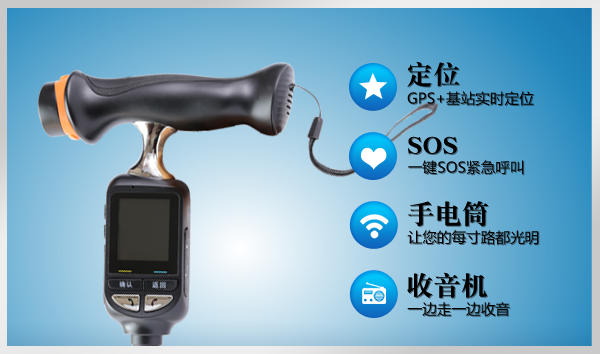 定位
GPS+基站实时定位
SOS
一键SOS紧急呼叫
手电筒
让您的每寸路都光明
收音机
一边走一边收音
确认 返回